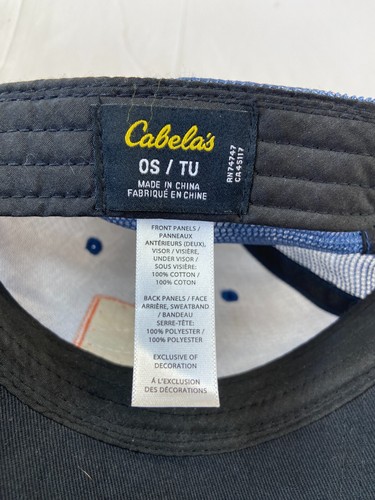 Cabela's
OS / TU
MADE IN CHINA
FABRIQUÉ EN CHINE
RN74747
CA45117
FRONT PANELS /
PANNEAUX
ANTÉRIEURS (DEUX),
VISOR / VISIÈRE,
UNDER VISOR /
SOUS VISIÈRE:
100% COTTON /
100% COTON
BACK PANELS / FACE
ARRIÈRE, SWEATBAND
/ BANDEAU
SERRE-TÊTE:
100% POLYESTER /
100% POLYESTER
EXCLUSIVE OF
DECORATION
À L'EXCLUSION
DES DÉCORATIONS